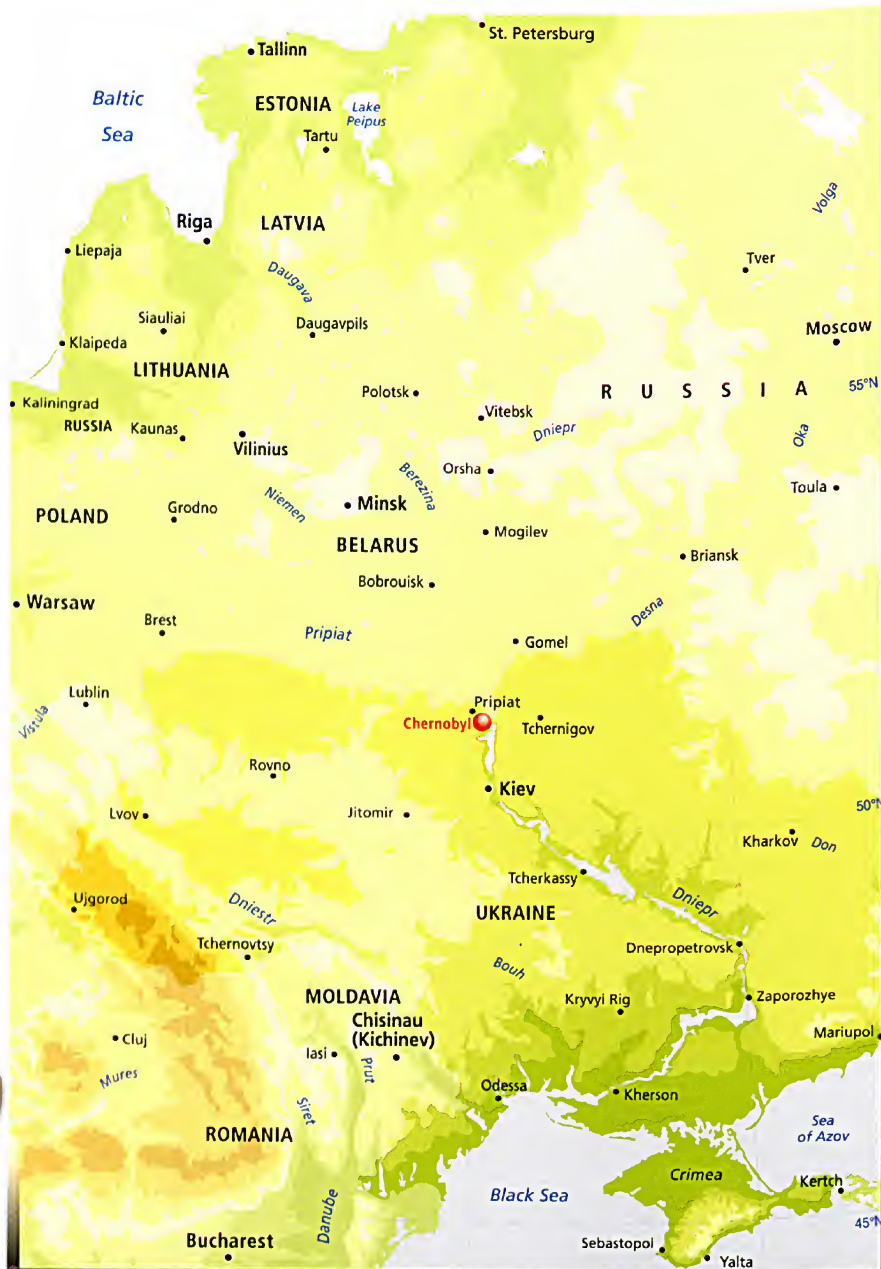 St. Petersburg
Tallinn
Baltic
Sea
ESTONIA
Lake
Peipus
Tartu
Volga
Riga
LATVIA
Liepaja
Tver
Daugava
Siauliai
Daugavpils
Moscow
Klaipeda
LITHUANIA
RUSSIA
55°N
Polotsk
Kaliningrad
Vitebsk
RUSSIA
Kaunas
Dniepr
Oka
Vilinius
Orsha
Berezina
Toula
Niemen
Minsk
Grodno
POLAND
Mogilev
BELARUS
Briansk
Bobrouisk
Warsaw
Desna
Brest
Pripiat
Gomel
Lublin
Vistula
Pripiat
Chernobyl
Tchernigov
Rovno
Kiev
50°
Lvov
Jitomir
Kharkov
Don
Tcherkassy
Ujgorod
Dniestr
Dniepr
UKRAINE
Tchernovtsy
Dnepropetrovsk
Bouh
MOLDAVIA
Kryvyi Rig
Zaporozhye
Chisinau
(Kichinev)
Mariupol
Cluj
Iasi
Prut
Mures
Odessa
Kherson
Siret
Sea
of Azov
ROMANIA
Crimea
Kertch
Black Sea
Danube
45°N
Bucharest
Sebastopol
Yalta